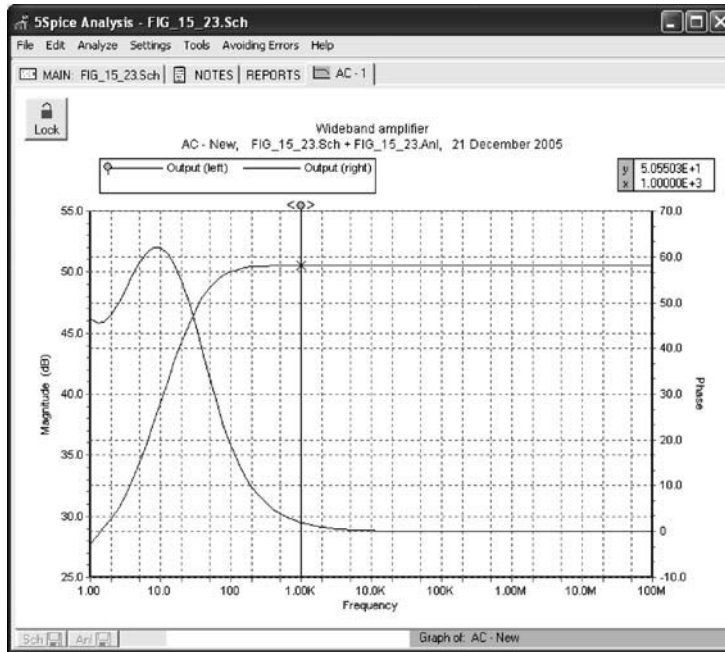 5Spice Analysis - FIG_15_23.Sch
File Edit Analyze Settings Tools Avoiding Errors Help
MAIN: FIG_15_23.Sch NOTES REPORTS AC - 1
Lock
Wideband amplifier
AC - New, FIG_15_23.Sch + FIG_15_23.Anl, 21 December 2005
Output (left) Output (right)
y 5.05503E+1
x 1.00000E+3
<o>
55.0 70.0
60.0
50.0
50.0
45.0
40.0
40.0
30.0
35.0
20.0
10.0
30.0
0
25.0 -10.0
Magnitude (dB)
Phase
1.00 10.0 100 1.00K 10.0K 100K 1.00M 10.0M 100M
Frequency
Sch Anl Graph of: AC - New